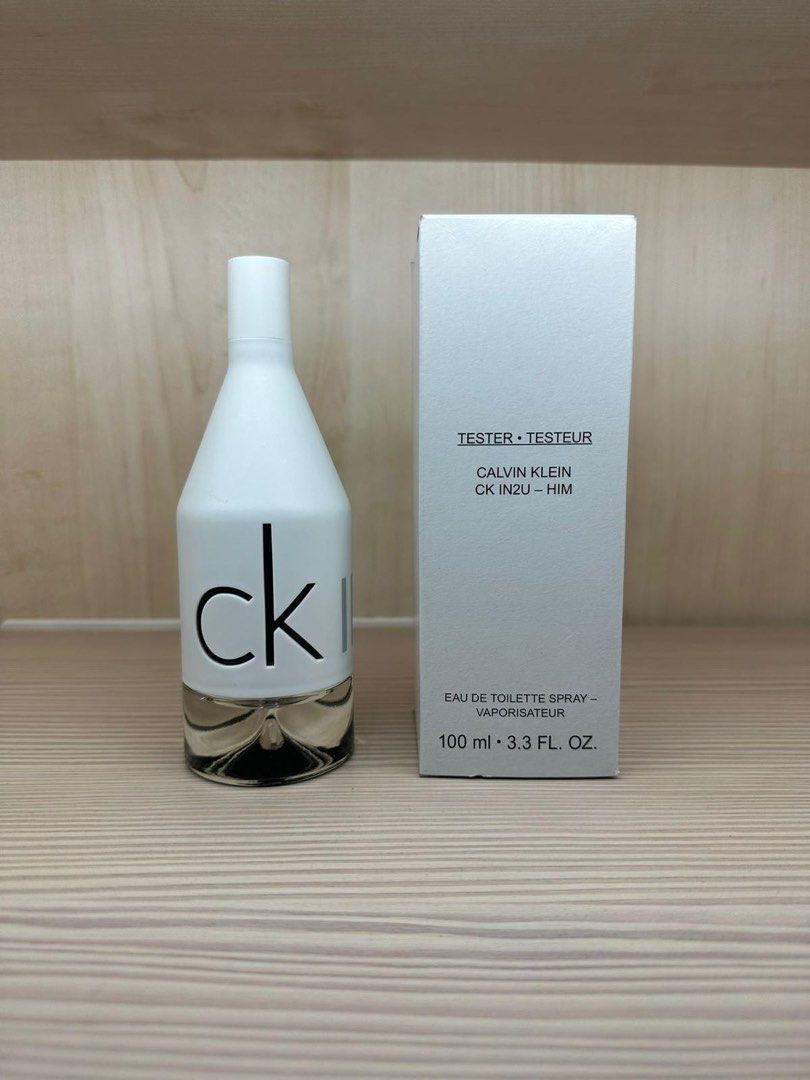 ck I
TESTER • TESTEUR
CALVIN KLEIN
CK IN2U – HIM
EAU DE TOILETTE SPRAY –
VAPORISATEUR
100 ml • 3.3 FL. OZ.